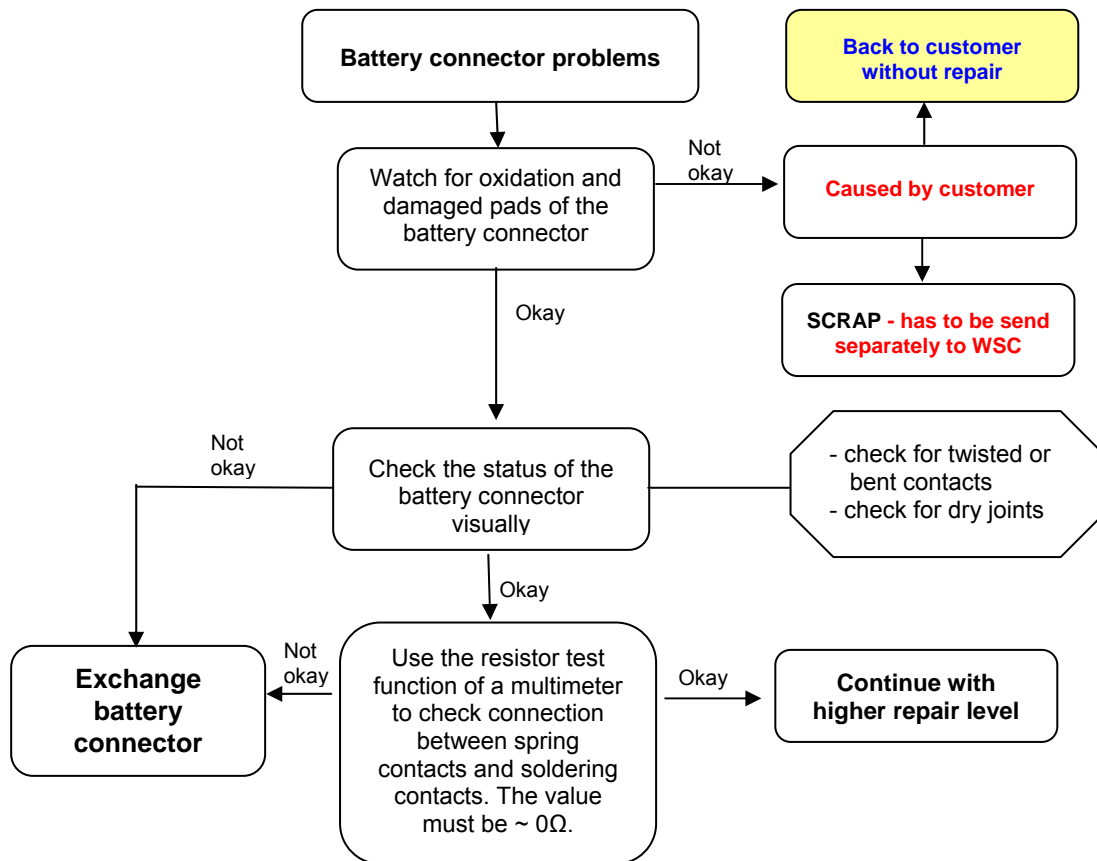 Battery connector problems
Back to customer
without repair
Watch for oxidation and
damaged pads of the
battery connector
Not
okay
Caused by customer
Okay
SCRAP - has to be send
separately to WSC
Not
okay
Check the status of the
battery connector
visually
- check for twisted or
bent contacts
- check for dry joints
Okay
Exchange
battery
connector
Not
okay
Use the resistor test
function of a multimeter
to check connection
between spring
contacts and soldering
contacts. The value
must be ~ 0Ω.
Okay
Continue with
higher repair level